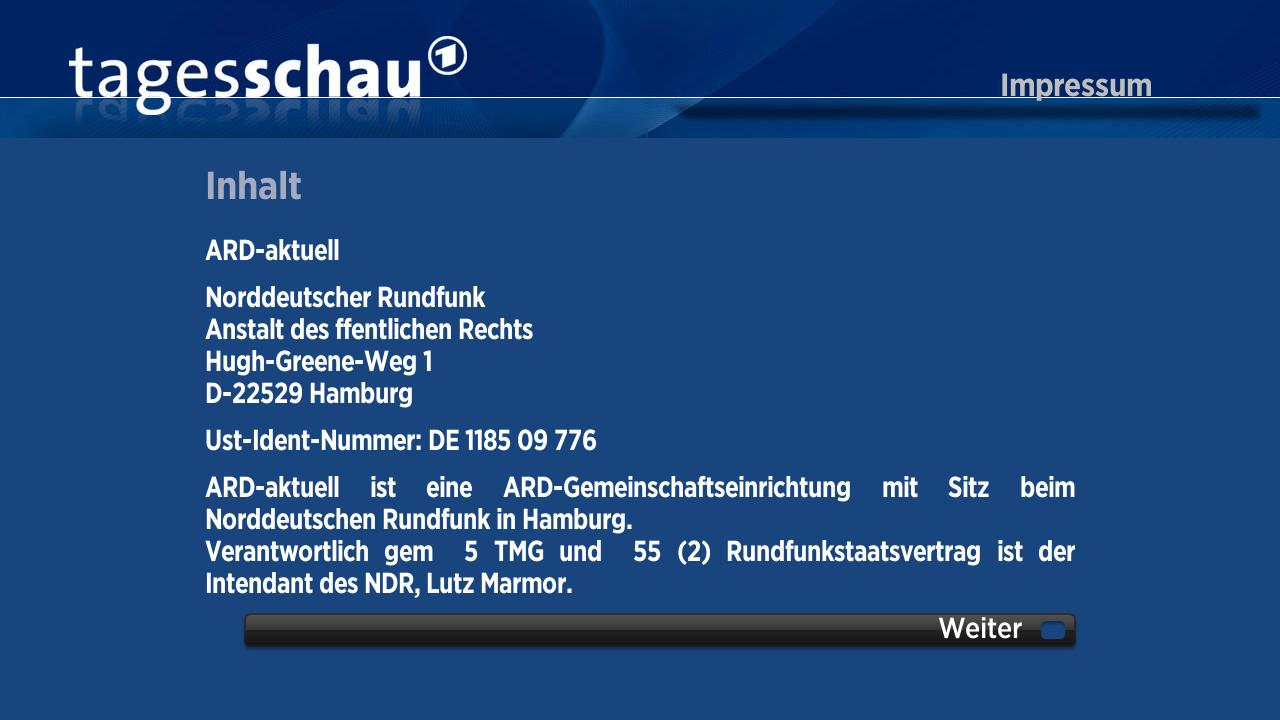 tagesschau
Impressum
Inhalt
ARD-aktuell
Norddeutscher Rundfunk
Anstalt des ffentlichen Rechts
Hugh-Greene-Weg 1
D-22529 Hamburg
Ust-Ident-Nummer: DE 1185 09 776
ARD-aktuell ist eine ARD-Gemeinschaftseinrichtung mit Sitz beim
Norddeutschen Rundfunk in Hamburg.
Verantwortlich gem 5 TMG und 55 (2) Rundfunkstaatsvertrag ist der
Intendant des NDR, Lutz Marmor.
Weiter